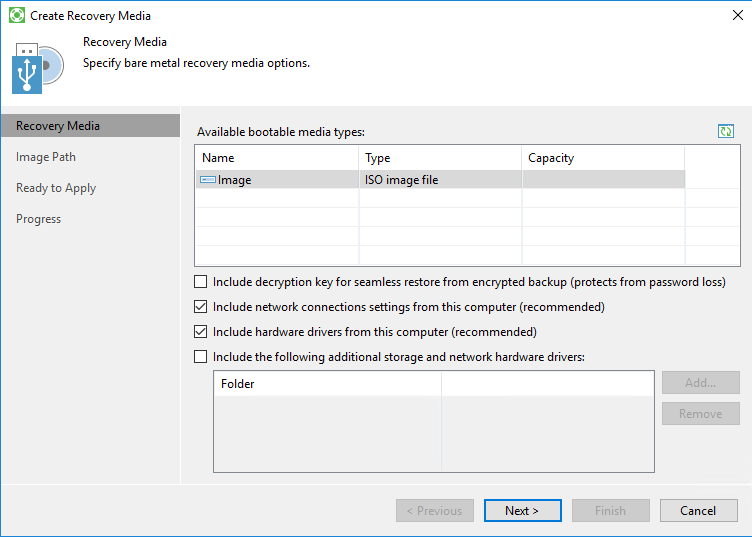 Create Recovery Media
Recovery Media
Specify bare metal recovery media options.
Recovery Media
Image Path
Ready to Apply
Progress
Available bootable media types:
Name Type Capacity
Image ISO image file
Include decryption key for seamless restore from encrypted backup (protects from password loss)
Include network connections settings from this computer (recommended)
Include hardware drivers from this computer (recommended)
Include the following additional storage and network hardware drivers:
Folder
Add...
Remove
< Previous Next > Finish Cancel